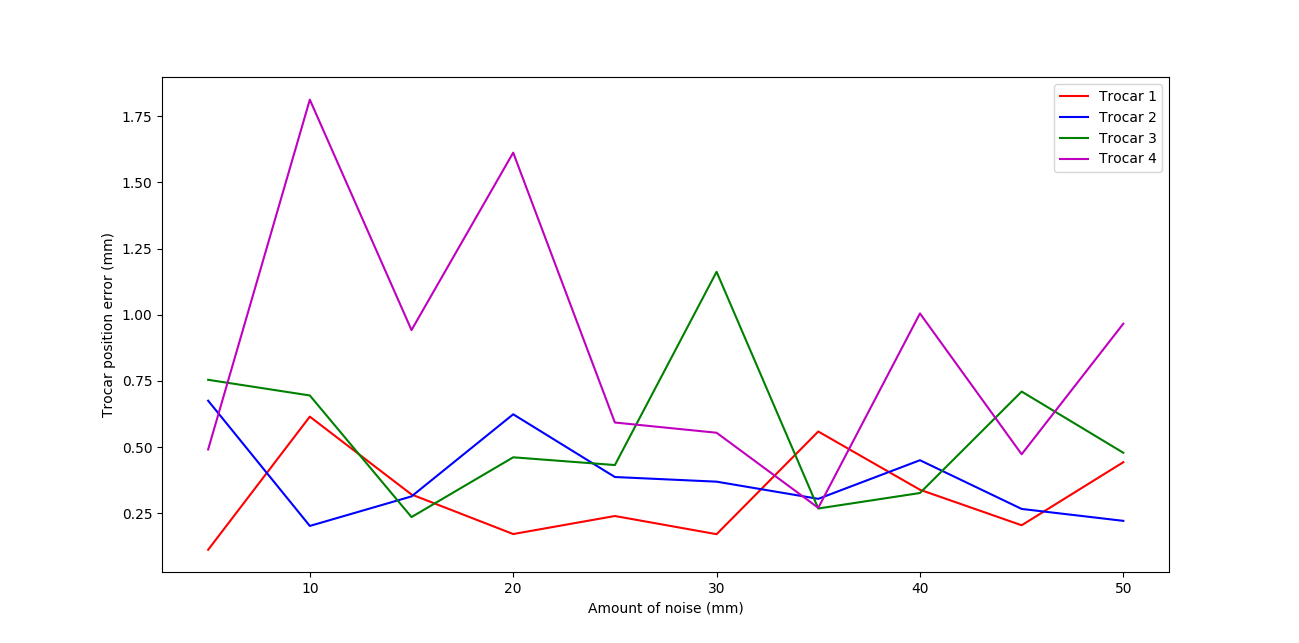 Trocar 1
Trocar 2
Trocar 3
Trocar 4
1.75
1.50
1.25
1.00
0.75
0.50
0.25
Trocar position error (mm)
10 20 30 40 50
Amount of noise (mm)